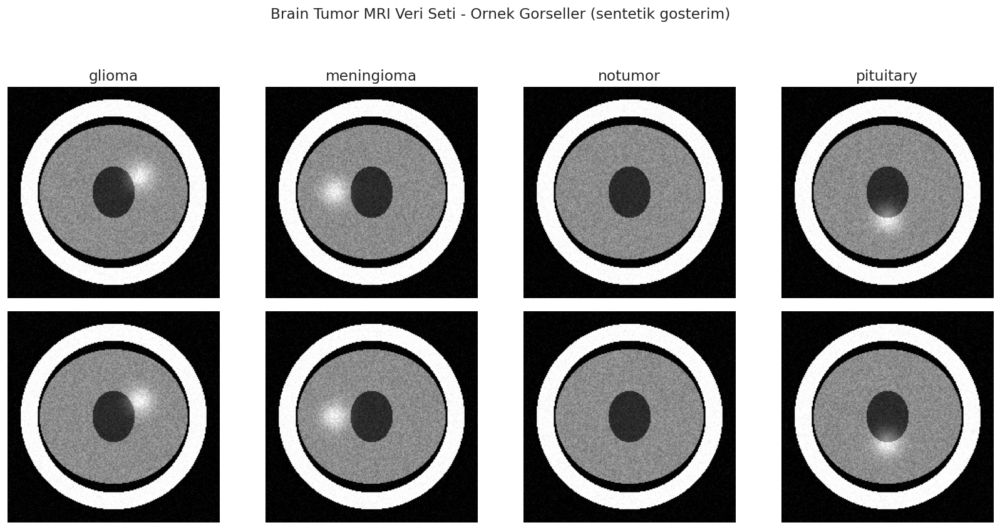 Brain Tumor MRI Veri Seti - Ornek Gorseller (sentetik gosterim)
glioma
meningioma
notumor
pituitary